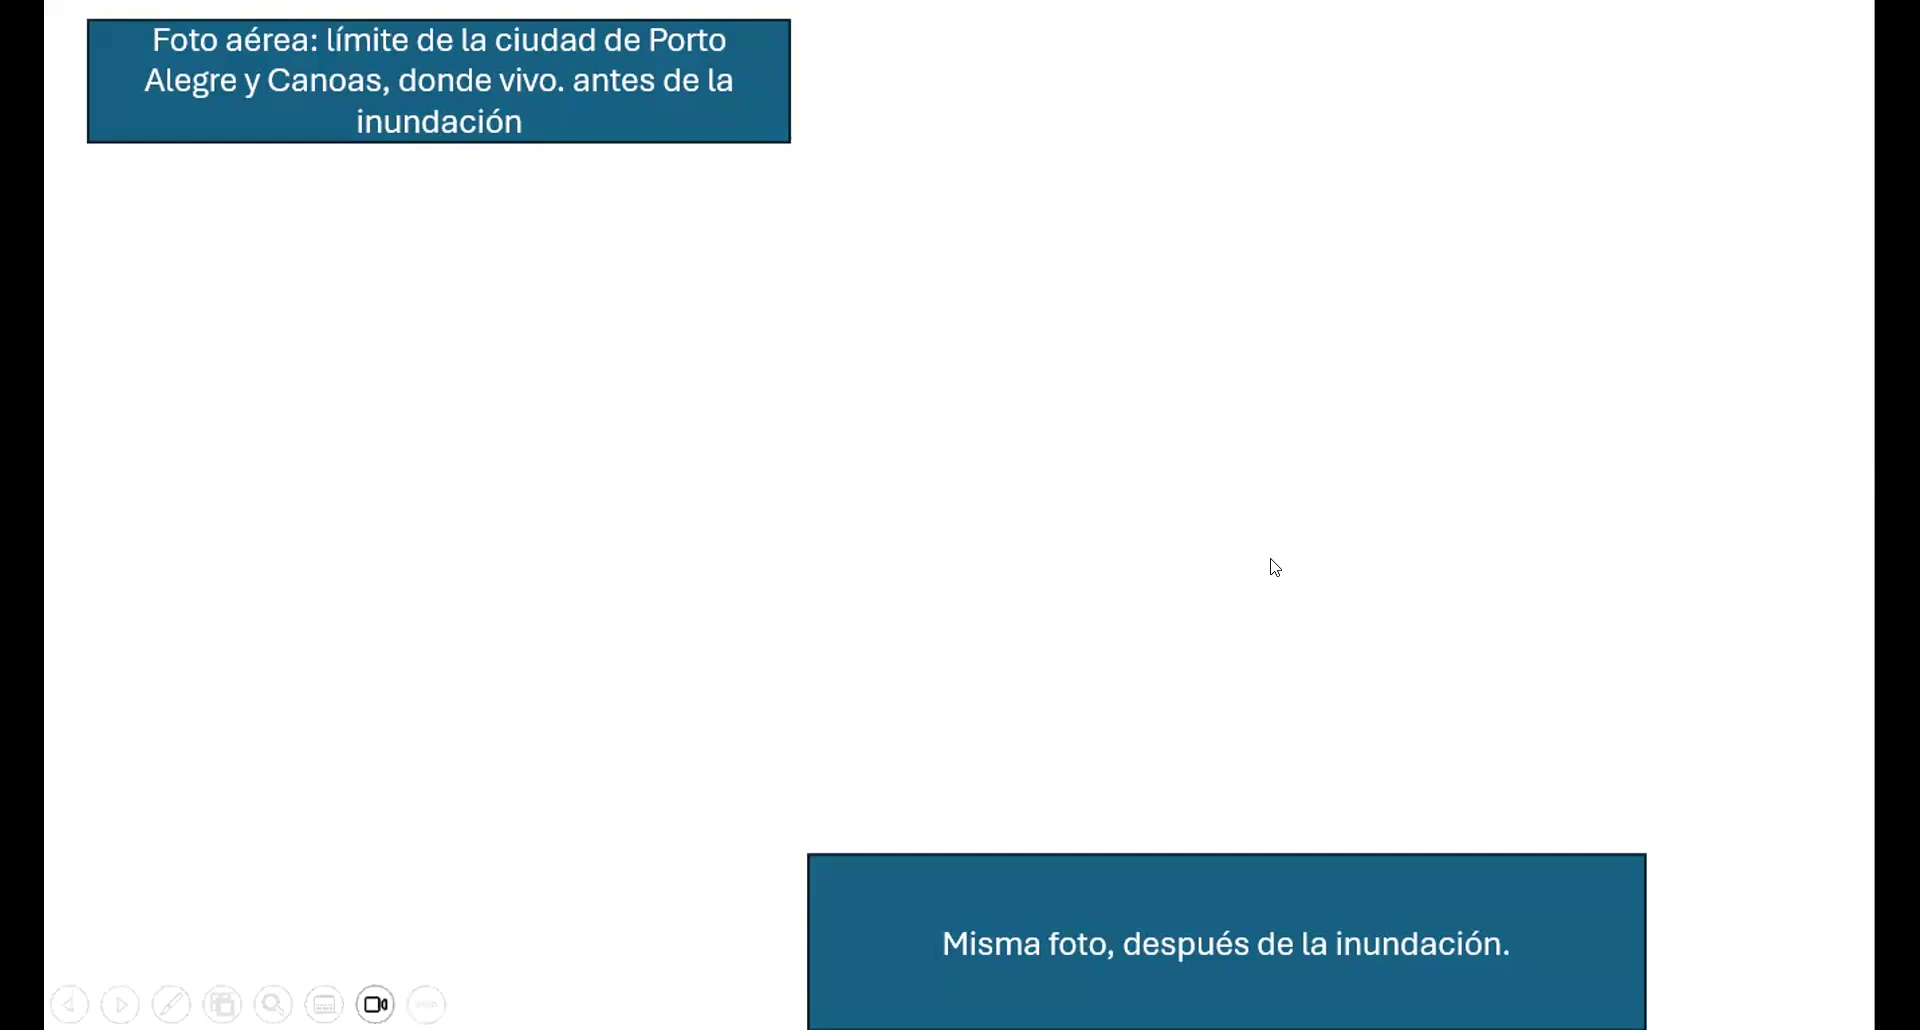 Foto aérea: límite de la ciudad de Porto
Alegre y Canoas, donde vivo. antes de la
inundación
Misma foto, después de la inundación.